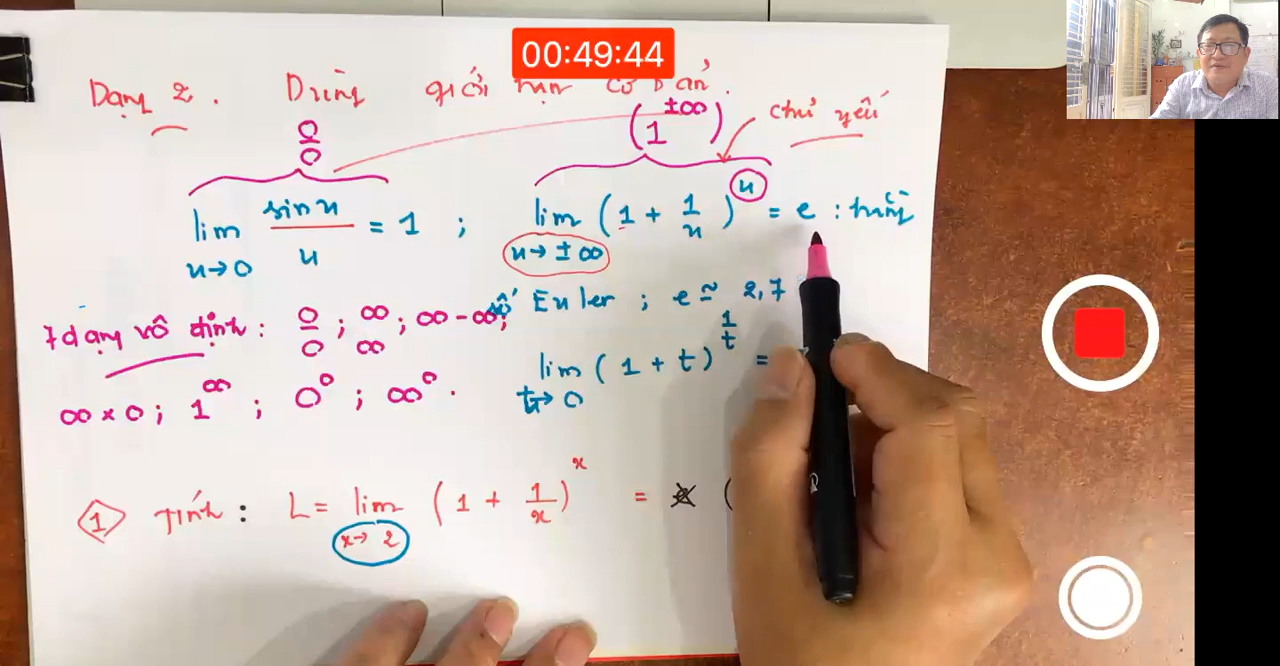 00:49:44
Dạng 2. Dùng giới hạn cơ bản.
0/0 (1^±∞) chủ yếu
lim u→0 sin u / u = 1 ; lim u→±∞ (1 + 1/u)^u = e :
số Euler ; e ≃ 2,7
7 dạng vô định : 0/0 ; ∞/∞ ; ∞ - ∞ ;
lim t→0 (1 + t)^(1/t) =
∞ x 0 ; 1^∞ ; 0^0 ; ∞^0 .
1 Tính : L = lim x→2 (1 + 1/x)^x = (